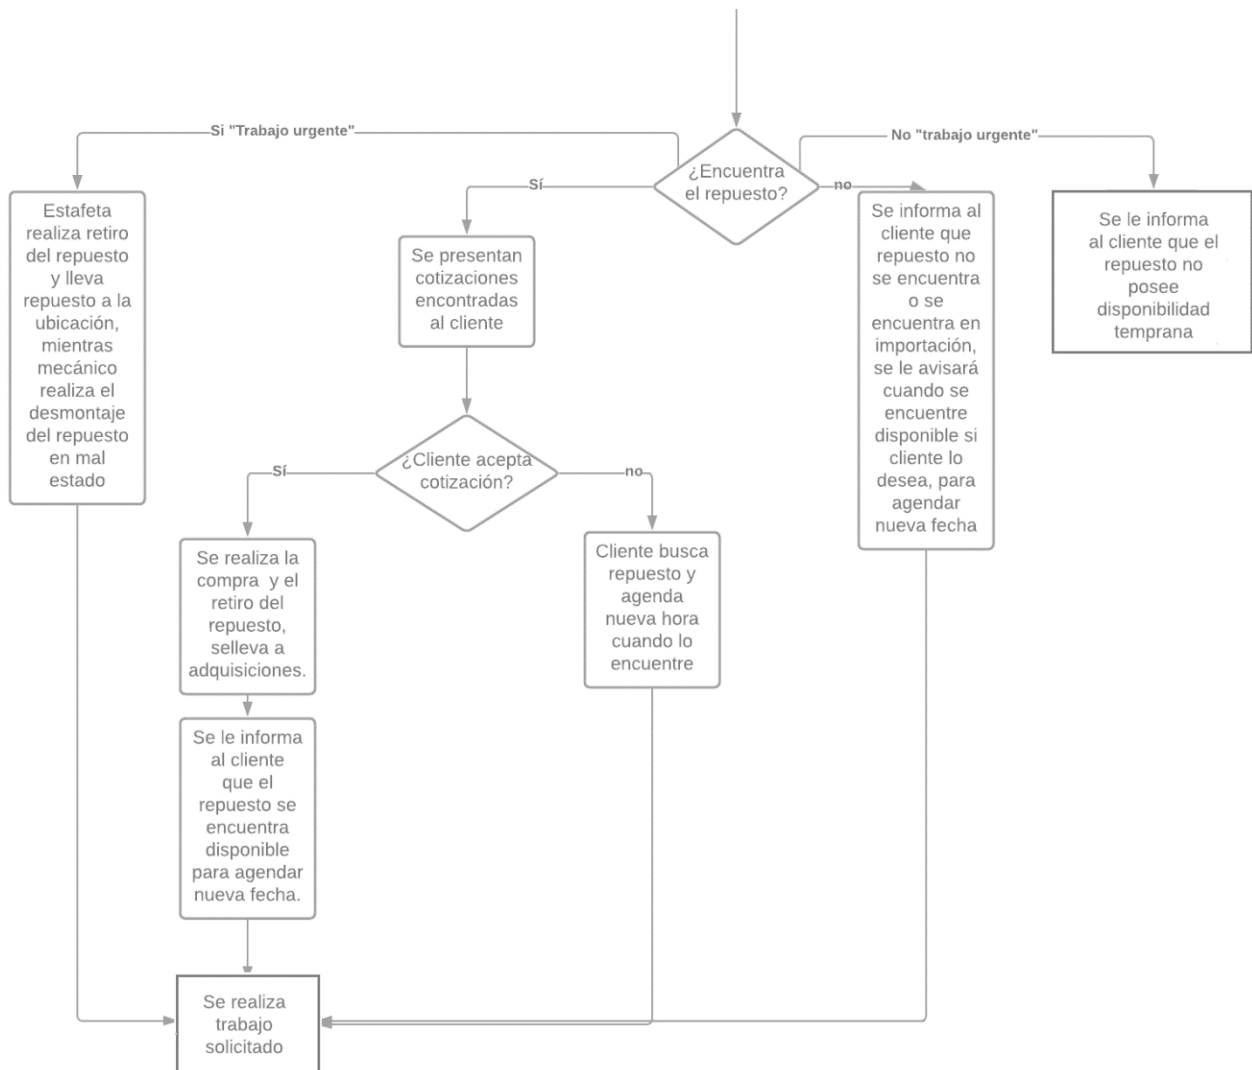 Si "Trabajo urgente"
No "trabajo urgente"
¿Encuentra
el repuesto?
Sí
no
Estafeta
realiza retiro
del repuesto
y lleva
repuesto a la
ubicación,
mientras
mecánico
realiza el
desmontaje
del repuesto
en mal
estado
Se presentan
cotizaciones
encontradas
al cliente
Se informa al
cliente que
repuesto no
se encuentra
o se
encuentra en
importación,
se le avisará
cuando se
encuentre
disponible si
cliente lo
desea, para
agendar
nueva fecha
Se le informa
al cliente que el
repuesto no
posee
disponibilidad
temprana
¿Cliente acepta
cotización?
Sí
no
Se realiza la
compra y el
retiro del
repuesto,
selleva a
adquisiciones.
Cliente busca
repuesto y
agenda
nueva hora
cuando lo
encuentre
Se le informa
al cliente
que el
repuesto se
encuentra
disponible
para agendar
nueva fecha.
Se realiza
trabajo
solicitado